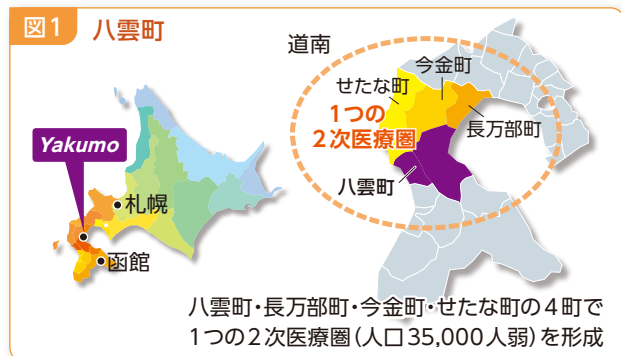 図1 八雲町
道南
今金町
せたな町
1つの
2次医療圏
長万部町
八雲町
Yakumo
札幌
函館
八雲町・長万部町・今金町・せたな町の4町で
1つの2次医療圏(人口35,000人弱)を形成